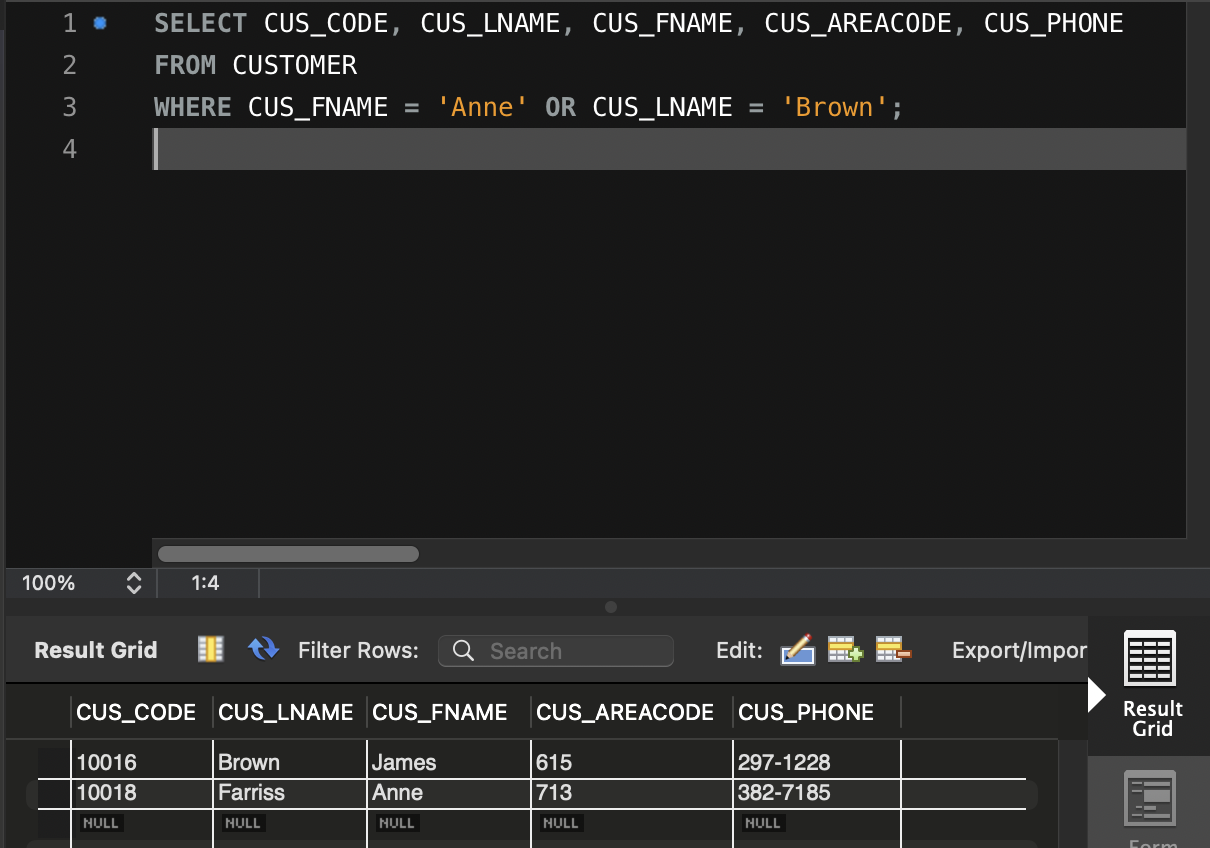 1 SELECT CUS_CODE, CUS_LNAME, CUS_FNAME, CUS_AREACODE, CUS_PHONE
2 FROM CUSTOMER
3 WHERE CUS_FNAME = 'Anne' OR CUS_LNAME = 'Brown';
4
100% 1:4
Result Grid Filter Rows: Search Edit: Export/Impor
CUS_CODE CUS_LNAME CUS_FNAME CUS_AREACODE CUS_PHONE
10016 Brown James 615 297-1228
10018 Farriss Anne 713 382-7185
NULL NULL NULL NULL NULL
Result
Grid
Form